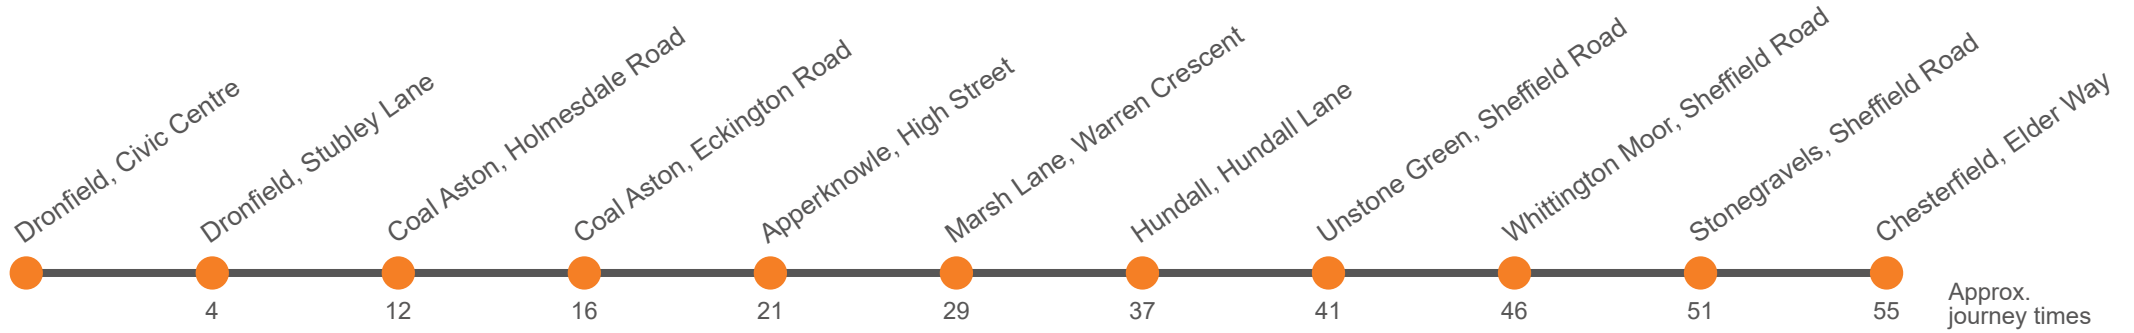 Dronfield, Civic Centre
Dronfield, Stubley Lane
Coal Aston, Holmesdale Road
Coal Aston, Eckington Road
Apperknowle, High Street
Marsh Lane, Warren Crescent
Hundall, Hundall Lane
Unstone Green, Sheffield Road
Whittington Moor, Sheffield Road
Stonegravels, Sheffield Road
Chesterfield, Elder Way
4
12
16
21
29
37
41
46
51
55
Approx.
journey times